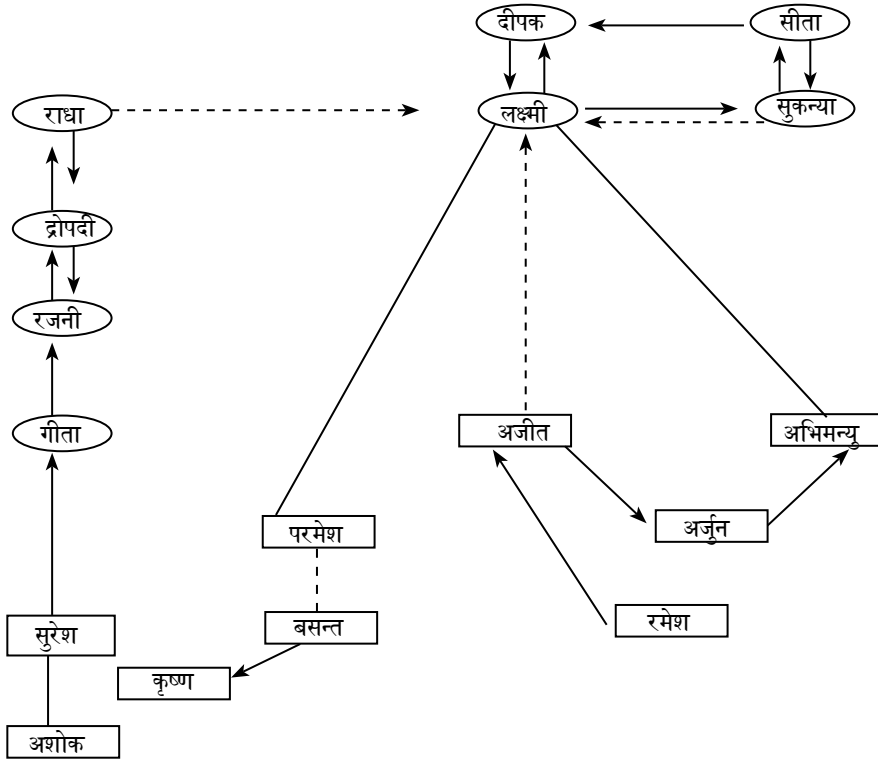 दीपक
सीता
राधा
लक्ष्मी
सुकन्या
द्रोपदी
रजनी
गीता
अजीत
अभिमन्यु
परमेश
अर्जुन
सुरेश
बसन्त
रमेश
कृष्ण
अशोक